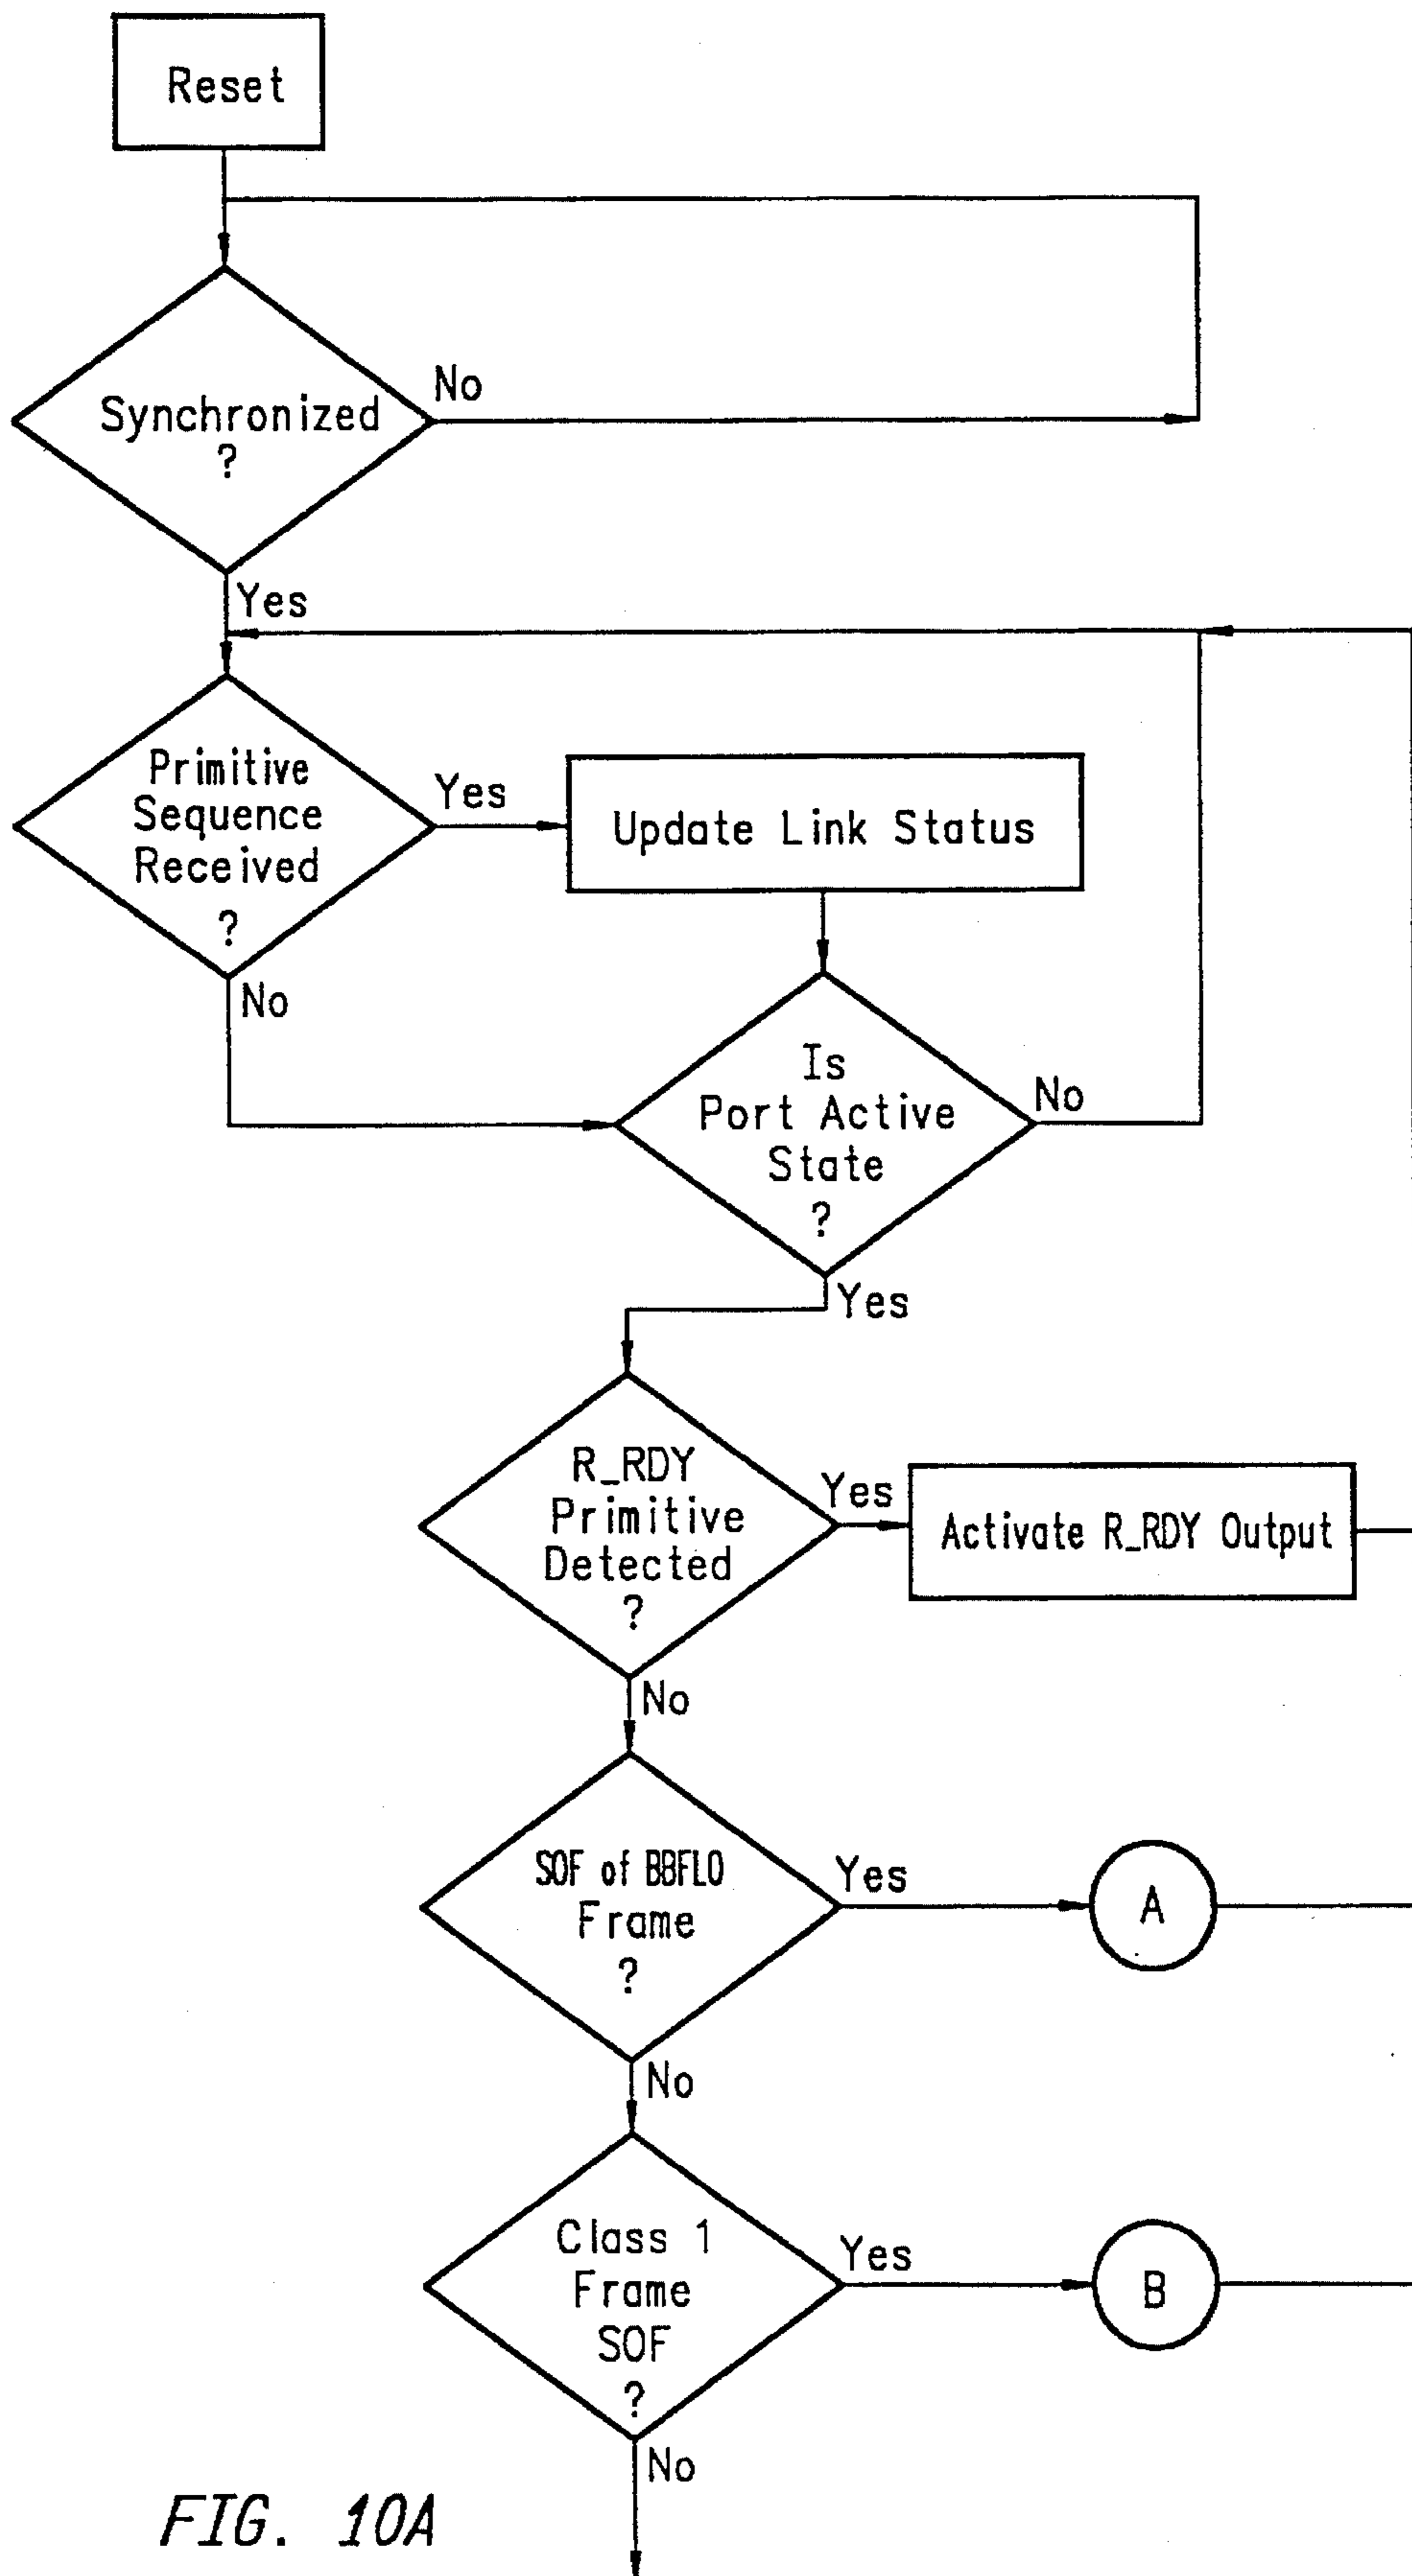 Reset
Synchronized
?
No
Yes
Primitive
Sequence
Received
?
Yes
Update Link Status
No
Is
Port Active
State
?
No
Yes
R_RDY
Primitive
Detected
?
Yes
Activate R_RDY Output
No
SOF of BBFLO
Frame
?
Yes
A
No
Class 1
Frame
SOF
?
Yes
B
No
FIG. 10A